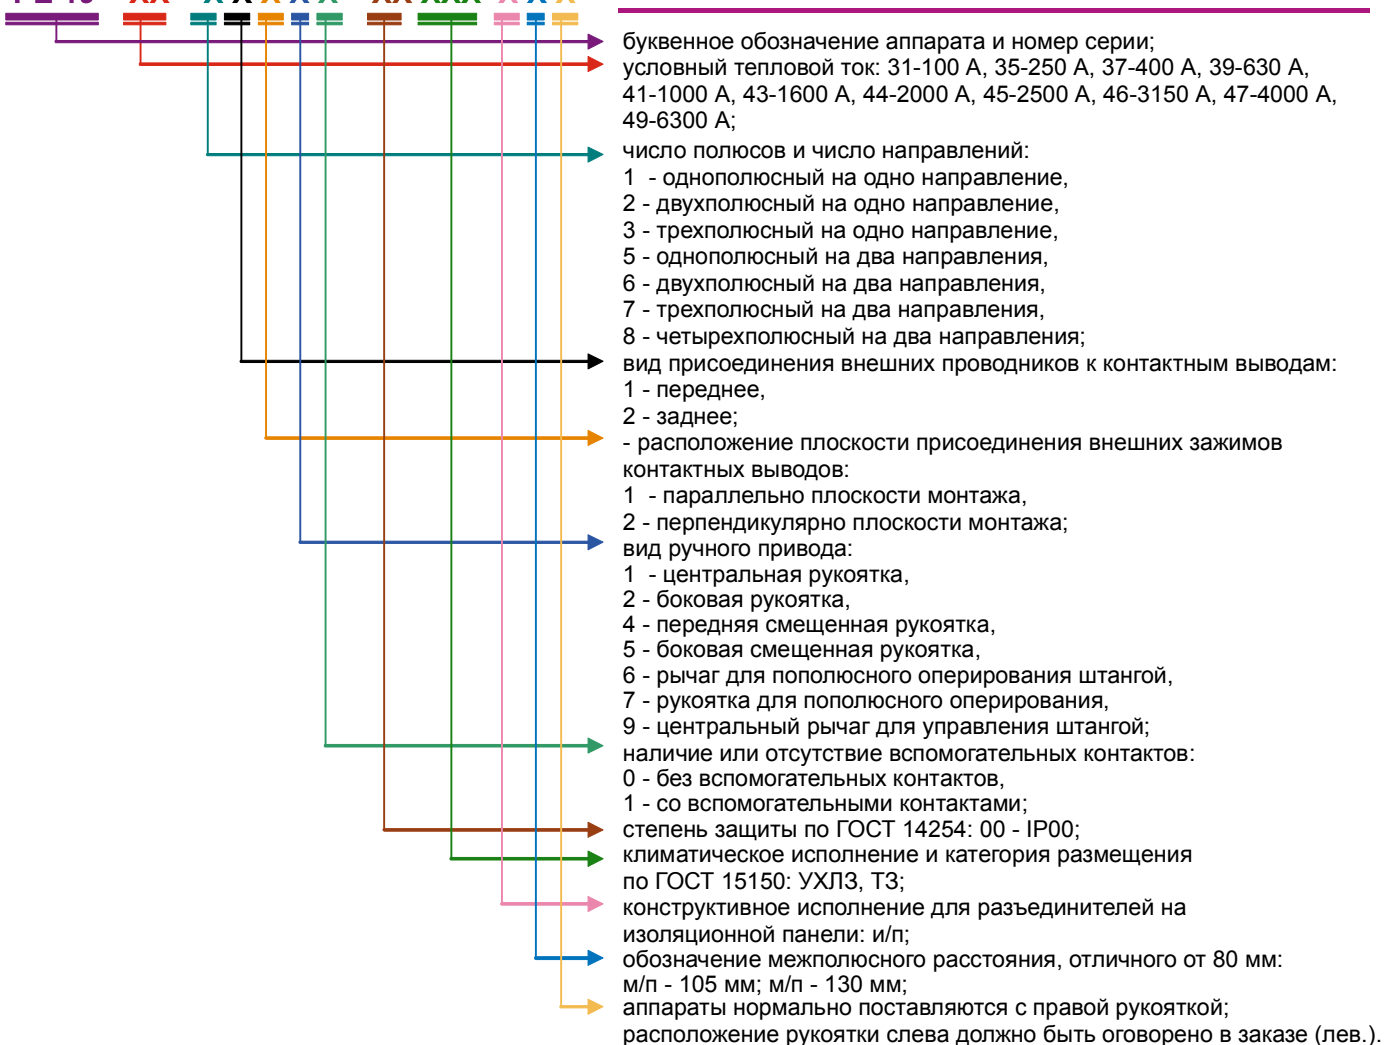 буквенное обозначение аппарата и номер серии;
условный тепловой ток: 31-100 А, 35-250 А, 37-400 А, 39-630 А,
41-1000 А, 43-1600 А, 44-2000 А, 45-2500 А, 46-3150 А, 47-4000 А,
49-6300 А;
число полюсов и число направлений:
1 - однополюсный на одно направление,
2 - двухполюсный на одно направление,
3 - трехполюсный на одно направление,
5 - однополюсный на два направления,
6 - двухполюсный на два направления,
7 - трехполюсный на два направления,
8 - четырехполюсный на два направления;
вид присоединения внешних проводников к контактным выводам:
1 - переднее,
2 - заднее;
- расположение плоскости присоединения внешних зажимов
контактных выводов:
1 - параллельно плоскости монтажа,
2 - перпендикулярно плоскости монтажа;
вид ручного привода:
1 - центральная рукоятка,
2 - боковая рукоятка,
4 - передняя смещенная рукоятка,
5 - боковая смещенная рукоятка,
6 - рычаг для пополюсного оперирования штангой,
7 - рукоятка для пополюсного оперирования,
9 - центральный рычаг для управления штангой;
наличие или отсутствие вспомогательных контактов:
0 - без вспомогательных контактов,
1 - со вспомогательными контактами;
степень защиты по ГОСТ 14254: 00 - IP00;
климатическое исполнение и категория размещения
по ГОСТ 15150: УХЛ3, Т3;
конструктивное исполнение для разъединителей на
изоляционной панели: и/п;
обозначение межполюсного расстояния, отличного от 80 мм:
м/п - 105 мм; м/п - 130 мм;
аппараты нормально поставляются с правой рукояткой;
расположение рукоятки слева должно быть оговорено в заказе (лев.).